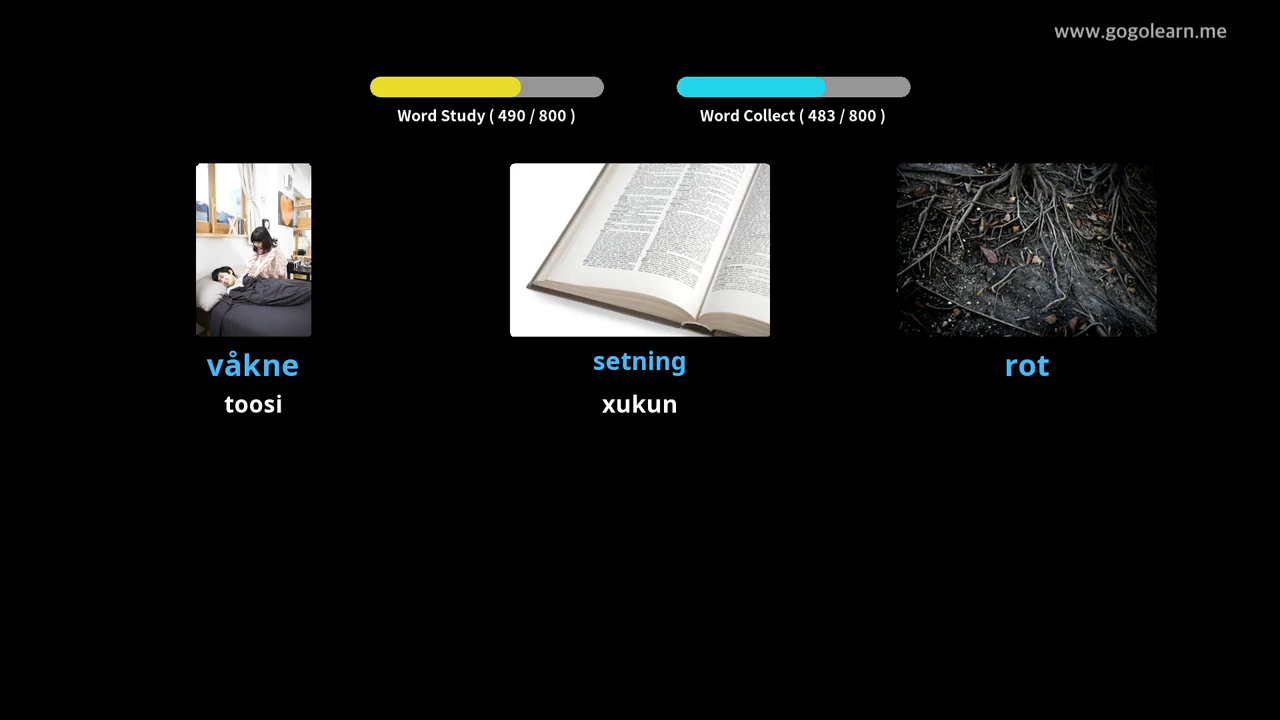 www.gogolearn.me
Word Study ( 490 / 800 )
Word Collect ( 483 / 800 )
våkne
setning
rot
toosi
xukun